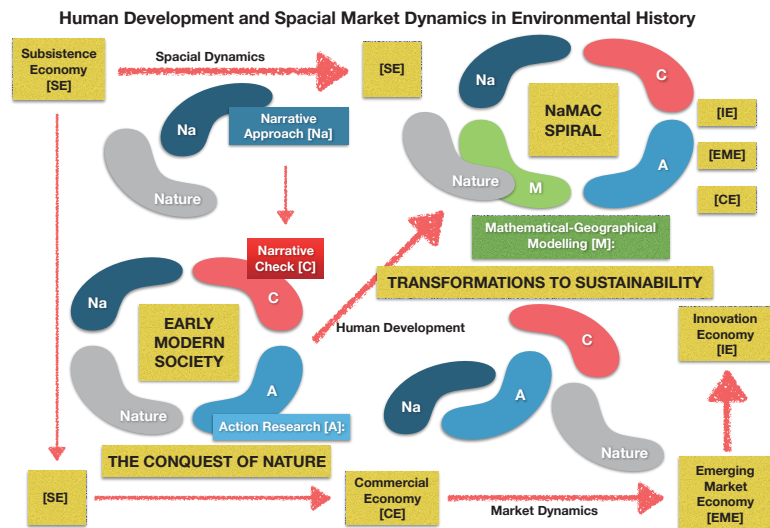 Human Development and Spacial Market Dynamics in Environmental History
Subsistence
Economy
[SE]
Spacial Dynamics
[SE]
Na
Narrative
Approach [Na]
Nature
Na
C
NaMAC
SPIRAL
Nature
M
A
[IE]
[EME]
[CE]
Mathematical-Geographical
Modelling [M]:
Narrative
Check [C]
C
Na
EARLY
MODERN
SOCIETY
Nature
A
Action Research [A]:
THE CONQUEST OF NATURE
TRANSFORMATIONS TO SUSTAINABILITY
Human Development
C
Na
A
Nature
Innovation
Economy
[IE]
[SE]
Commercial
Economy
[CE]
Market Dynamics
Emerging
Market
Economy
[EME]